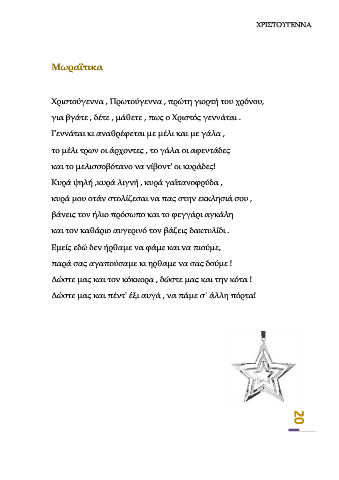 ΧΡΙΣΤΟΥΓΕΝΝΑ
Μωραΐτικα
Χριστούγεννα , Πρωτούγεννα , πρώτη γιορτή του χρόνου,
για βγάτε , δέτε , μάθετε , πως ο Χριστός γεννάται .
Γεννάται κι αναθρέφεται με μέλι και με γάλα ,
το μέλι τρων οι άρχοντες , το γάλα οι αφεντάδες
και το μελισσοβότανο να νίβοντ' οι κυράδες!
Κυρά ψηλή ,κυρά λιγνή , κυρά γαϊτανοφρύδα ,
κυρά μου οτάν στολίζεσαι να πας στην εκκλησιά σου ,
βάνεις τον ήλιο πρόσωπο και το φεγγάρι αγκάλη
και τον καθάριο αυγερινό τον βάζεις δακτυλίδι .
Εμείς εδώ δεν ήρθαμε να φάμε και να πιούμε,
παρά σας αγαπούσαμε κι ηρθαμε να σας δούμε !
Δώστε μας και τον κόκκορα , δώστε μας και την κότα !
Δώστε μας και πέντ' έξι αυγά , να πάμε σ' άλλη πόρτα!
20